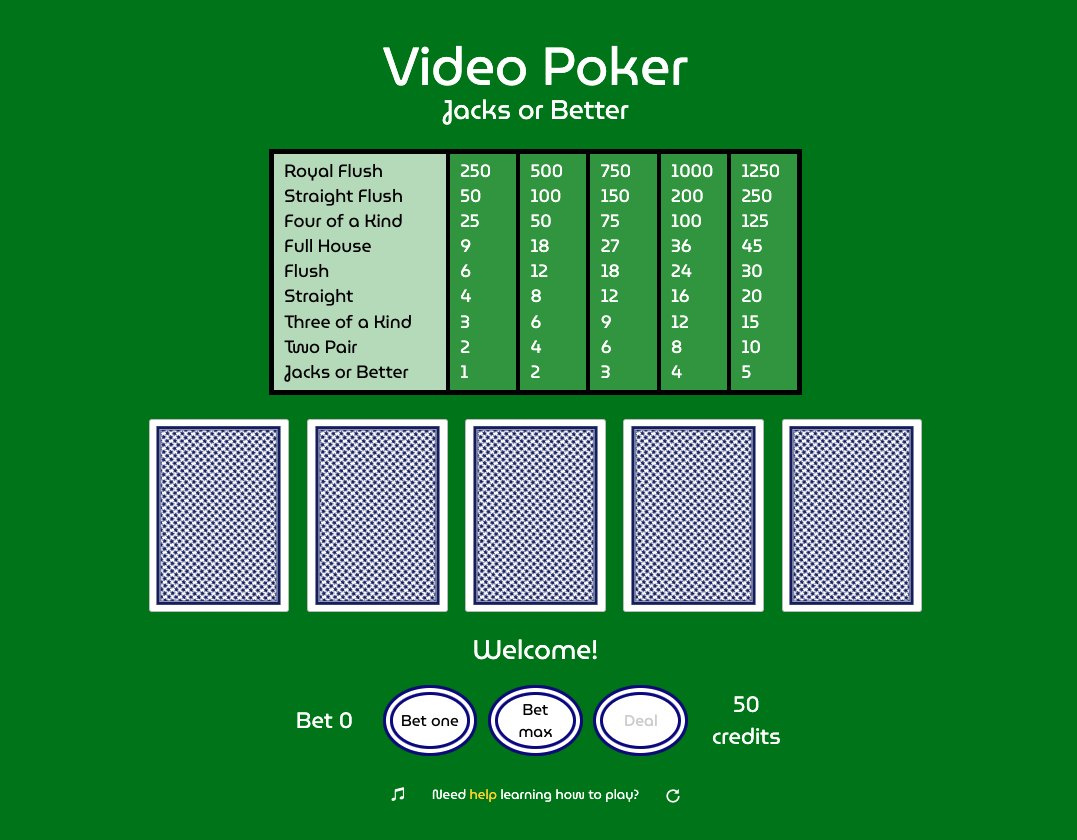 Video Poker
Jacks or Better
Royal Flush 250 500 750 1000 1250
Straight Flush 50 100 150 200 250
Four of a Kind 25 50 75 100 125
Full House 9 18 27 36 45
Flush 6 12 18 24 30
Straight 4 8 12 16 20
Three of a Kind 3 6 9 12 15
Two Pair 2 4 6 8 10
Jacks or Better 1 2 3 4 5
Welcome!
Bet 0
Bet one
Bet
max
Deal
50
credits
Need help learning how to play?